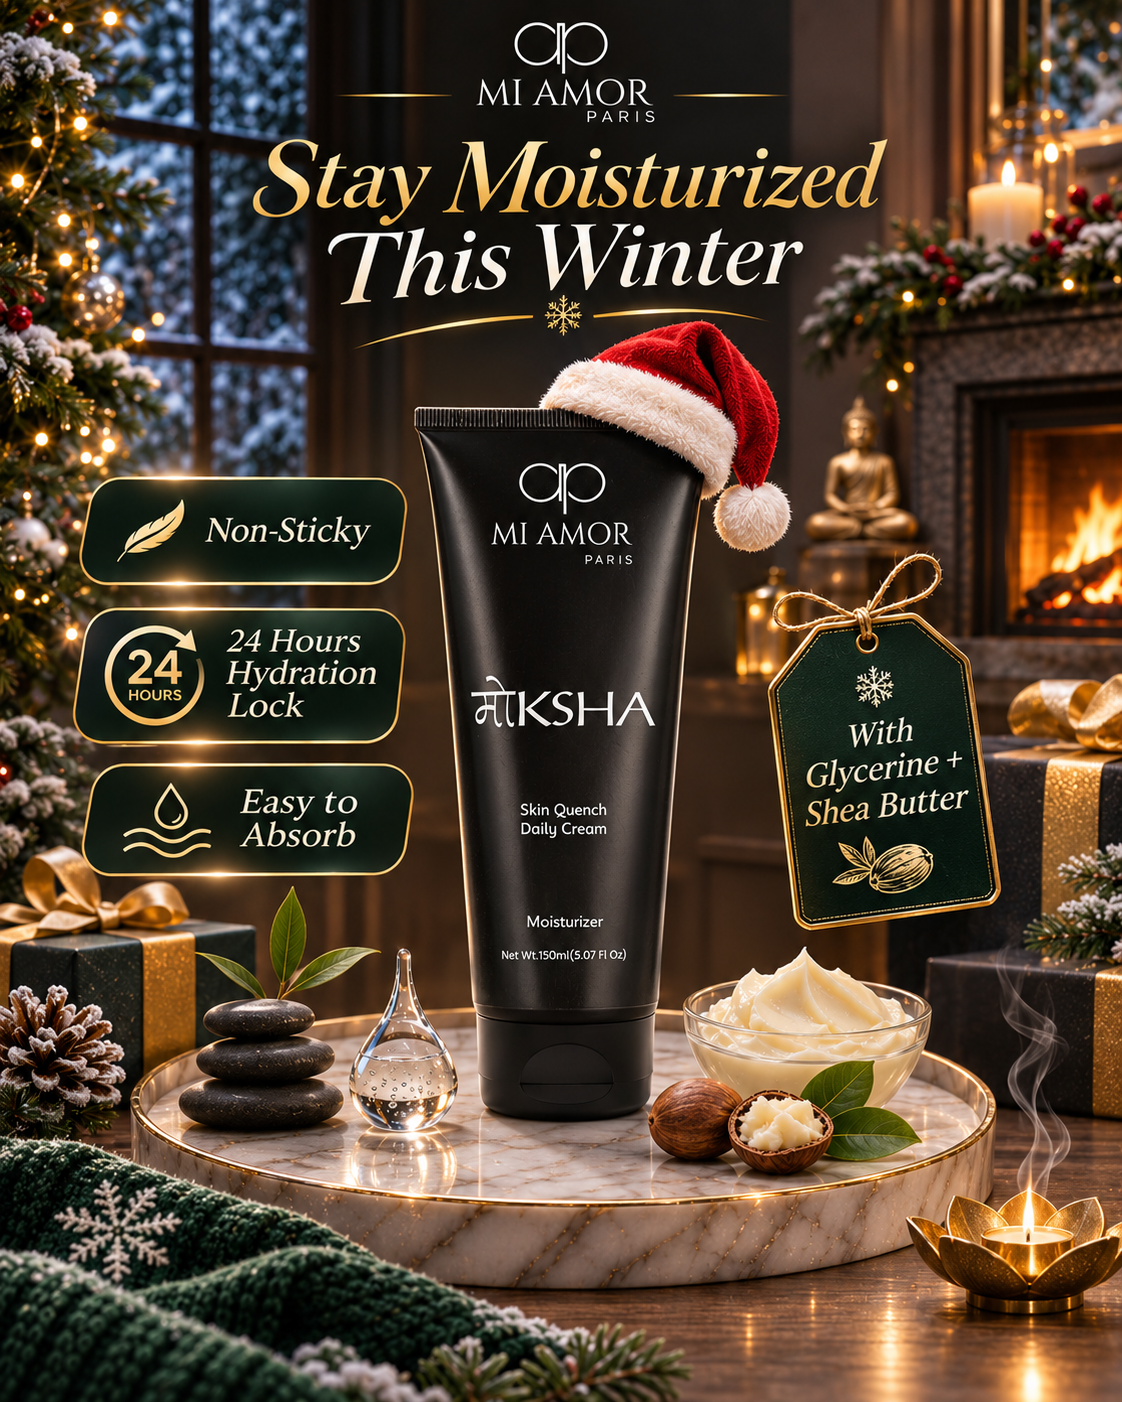 MI AMOR
PARIS
Stay Moisturized
This Winter
Non-Sticky
24
HOURS
24 Hours
Hydration
Lock
Easy to
Absorb
MI AMOR
PARIS
मोKSHA
Skin Quench
Daily Cream
Moisturizer
Net Wt.150ml(5.07 Fl Oz)
With
Glycerine +
Shea Butter